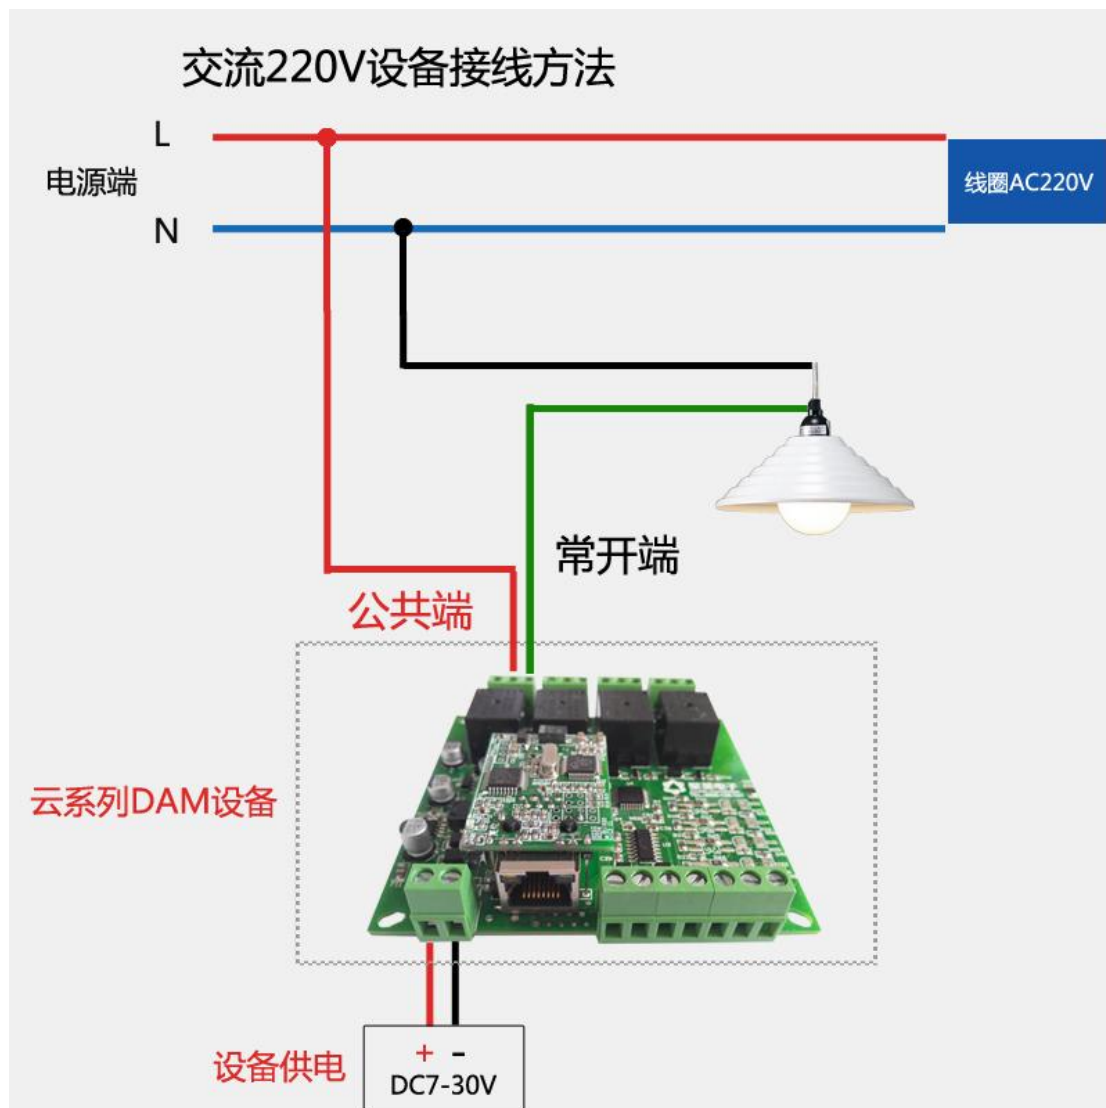 交流220V设备接线方法
L
电源端
线圈AC220V
N
常开端
公共端
云系列DAM设备
设备供电
+ -
DC7-30V